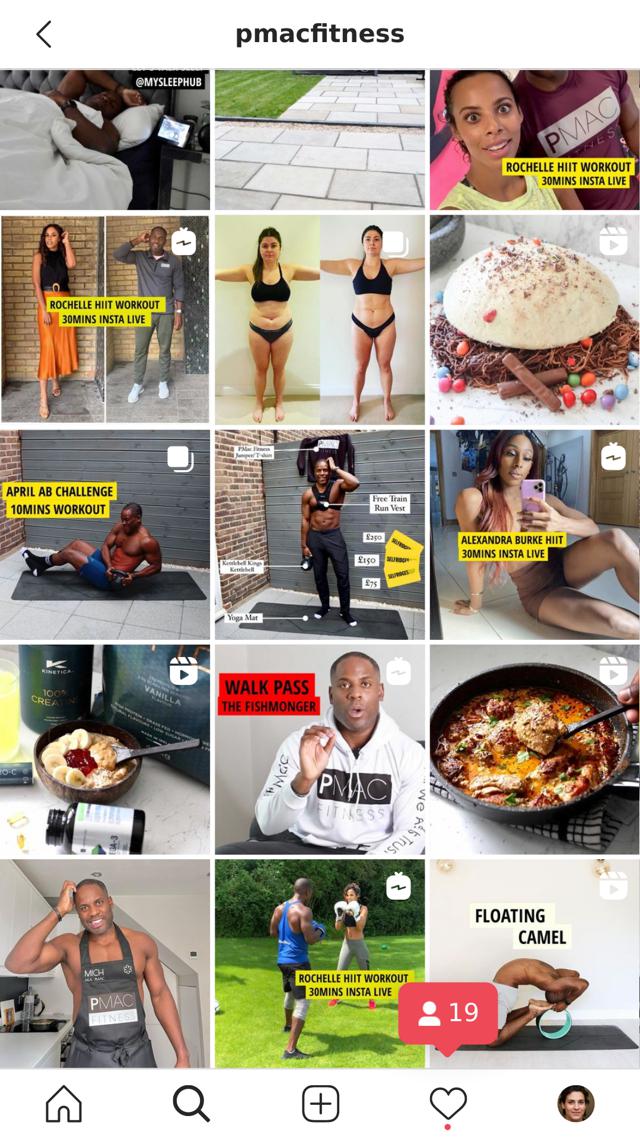 pmacfitness
@MYSLEEPHUB
PMAC
ROCHELLE HIIT WORKOUT
30MINS INSTA LIVE
ROCHELLE HIIT WORKOUT
30MINS INSTA LIVE
APRIL AB CHALLENGE
10MINS WORKOUT
PMac Fitness
Jumper/T-shirt
Free Train
Run Vest
£250
£150
£75
Kettlebell Kings
Kettlebell
Yoga Mat
ALEXANDRA BURKE HIIT
30MINS INSTA LIVE
KINETICA
100%
VANILLA
WALK PASS
THE FISHMONGER
PMAC
FITNESS
MICH
PMAC
FITNESS
ROCHELLE HIIT WORKOUT
30MINS INSTA LIVE
FLOATING
CAMEL
19